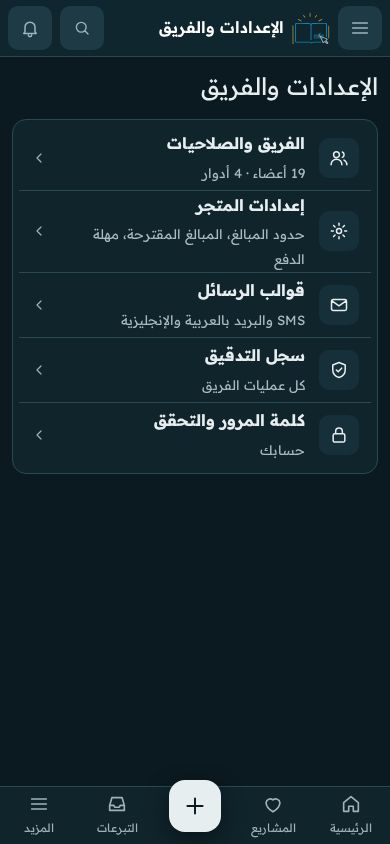 الإعدادات والفريق
الإعدادات والفريق
الفريق والصلاحيات
19 أعضاء · 4 أدوار
إعدادات المتجر
حدود المبالغ، المبالغ المقترحة، مهلة
الدفع
قوالب الرسائل
SMS والبريد بالعربية والإنجليزية
سجل التدقيق
كل عمليات الفريق
كلمة المرور والتحقق
حسابك
الرئيسية
المشاريع
التبرعات
المزيد